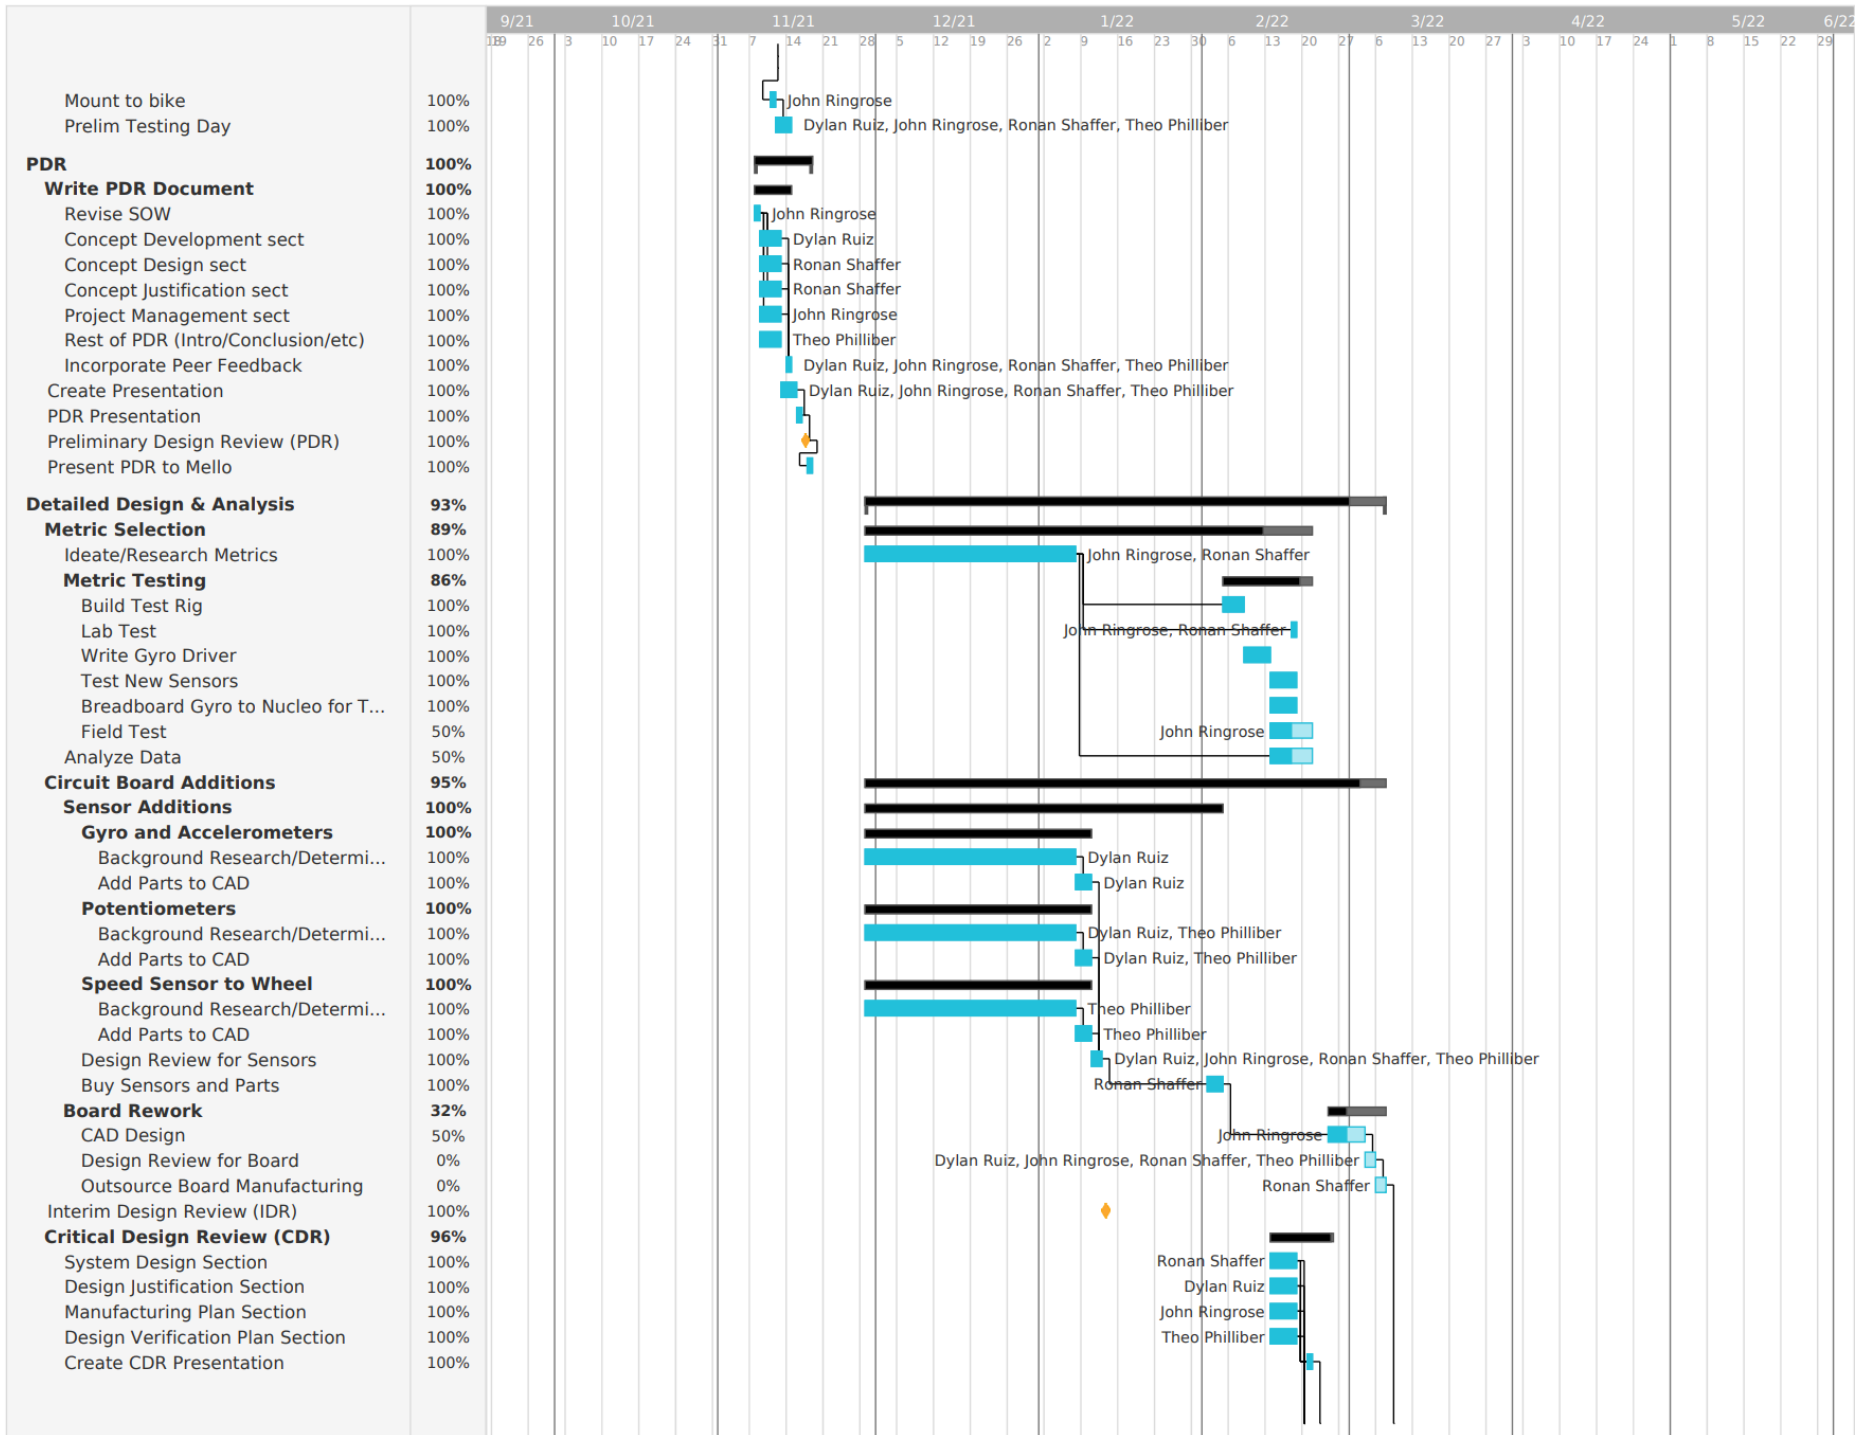 9/21 10/21 11/21 12/21 1/22 2/22 3/22 4/22 5/22 6/22
18 19 26 3 10 17 24 31 7 14 21 28 5 12 19 26 2 9 16 23 30 6 13 20 27 6 13 20 27 3 10 17 24 1 8 15 22 29
Mount to bike 100% John Ringrose
Prelim Testing Day 100% Dylan Ruiz, John Ringrose, Ronan Shaffer, Theo Philliber
PDR 100%
Write PDR Document 100%
Revise SOW 100% John Ringrose
Concept Development sect 100% Dylan Ruiz
Concept Design sect 100% Ronan Shaffer
Concept Justification sect 100% Ronan Shaffer
Project Management sect 100% John Ringrose
Rest of PDR (Intro/Conclusion/etc) 100% Theo Philliber
Incorporate Peer Feedback 100% Dylan Ruiz, John Ringrose, Ronan Shaffer, Theo Philliber
Create Presentation 100% Dylan Ruiz, John Ringrose, Ronan Shaffer, Theo Philliber
PDR Presentation 100%
Preliminary Design Review (PDR) 100%
Present PDR to Mello 100%
Detailed Design & Analysis 93%
Metric Selection 89%
Ideate/Research Metrics 100% John Ringrose, Ronan Shaffer
Metric Testing 86%
Build Test Rig 100%
Lab Test 100% John Ringrose, Ronan Shaffer
Write Gyro Driver 100%
Test New Sensors 100%
Breadboard Gyro to Nucleo for T... 100%
Field Test 50% John Ringrose
Analyze Data 50%
Circuit Board Additions 95%
Sensor Additions 100%
Gyro and Accelerometers 100%
Background Research/Determi... 100% Dylan Ruiz
Add Parts to CAD 100% Dylan Ruiz
Potentiometers 100%
Background Research/Determi... 100% Dylan Ruiz, Theo Philliber
Add Parts to CAD 100% Dylan Ruiz, Theo Philliber
Speed Sensor to Wheel 100%
Background Research/Determi... 100% Theo Philliber
Add Parts to CAD 100% Theo Philliber
Design Review for Sensors 100% Dylan Ruiz, John Ringrose, Ronan Shaffer, Theo Philliber
Buy Sensors and Parts 100% Ronan Shaffer
Board Rework 32%
CAD Design 50% John Ringrose
Design Review for Board 0% Dylan Ruiz, John Ringrose, Ronan Shaffer, Theo Philliber
Outsource Board Manufacturing 0% Ronan Shaffer
Interim Design Review (IDR) 100%
Critical Design Review (CDR) 96%
System Design Section 100% Ronan Shaffer
Design Justification Section 100% Dylan Ruiz
Manufacturing Plan Section 100% John Ringrose
Design Verification Plan Section 100% Theo Philliber
Create CDR Presentation 100%